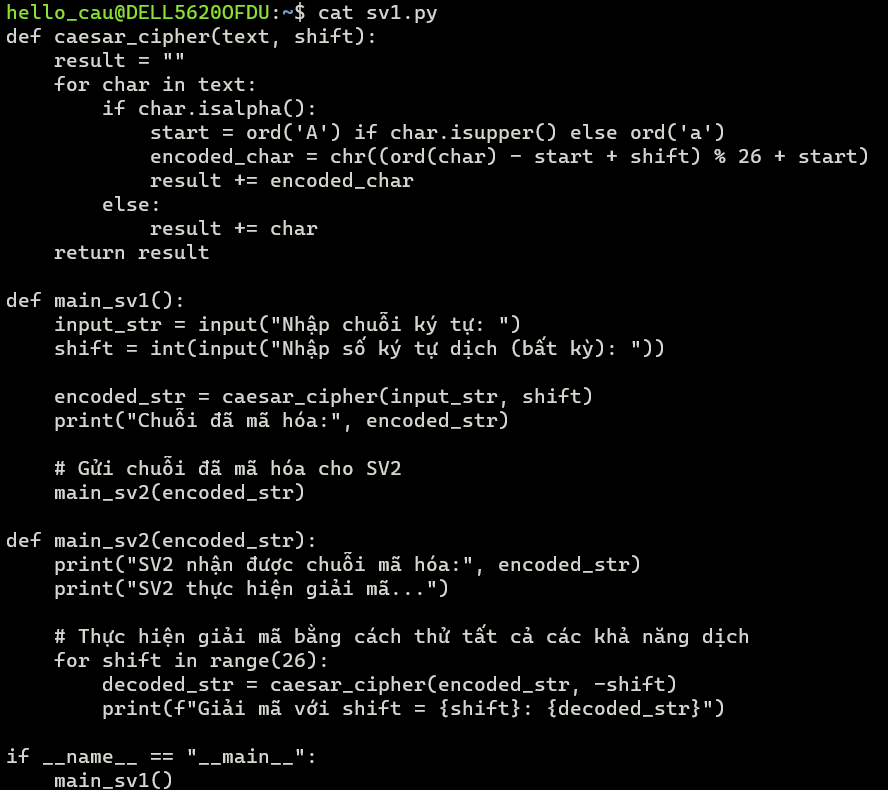 hello_cau@DELL5620OFDU:~$ cat sv1.py
def caesar_cipher(text, shift):
    result = ""
    for char in text:
        if char.isalpha():
            start = ord('A') if char.isupper() else ord('a')
            encoded_char = chr((ord(char) - start + shift) % 26 + start)
            result += encoded_char
        else:
            result += char
    return result

def main_sv1():
    input_str = input("Nhập chuỗi ký tự: ")
    shift = int(input("Nhập số ký tự dịch (bất kỳ): "))

    encoded_str = caesar_cipher(input_str, shift)
    print("Chuỗi đã mã hóa:", encoded_str)

    # Gửi chuỗi đã mã hóa cho SV2
    main_sv2(encoded_str)

def main_sv2(encoded_str):
    print("SV2 nhận được chuỗi mã hóa:", encoded_str)
    print("SV2 thực hiện giải mã...")

    # Thực hiện giải mã bằng cách thử tất cả các khả năng dịch
    for shift in range(26):
        decoded_str = caesar_cipher(encoded_str, -shift)
        print(f"Giải mã với shift = {shift}: {decoded_str}")

if __name__ == "__main__":
    main_sv1()